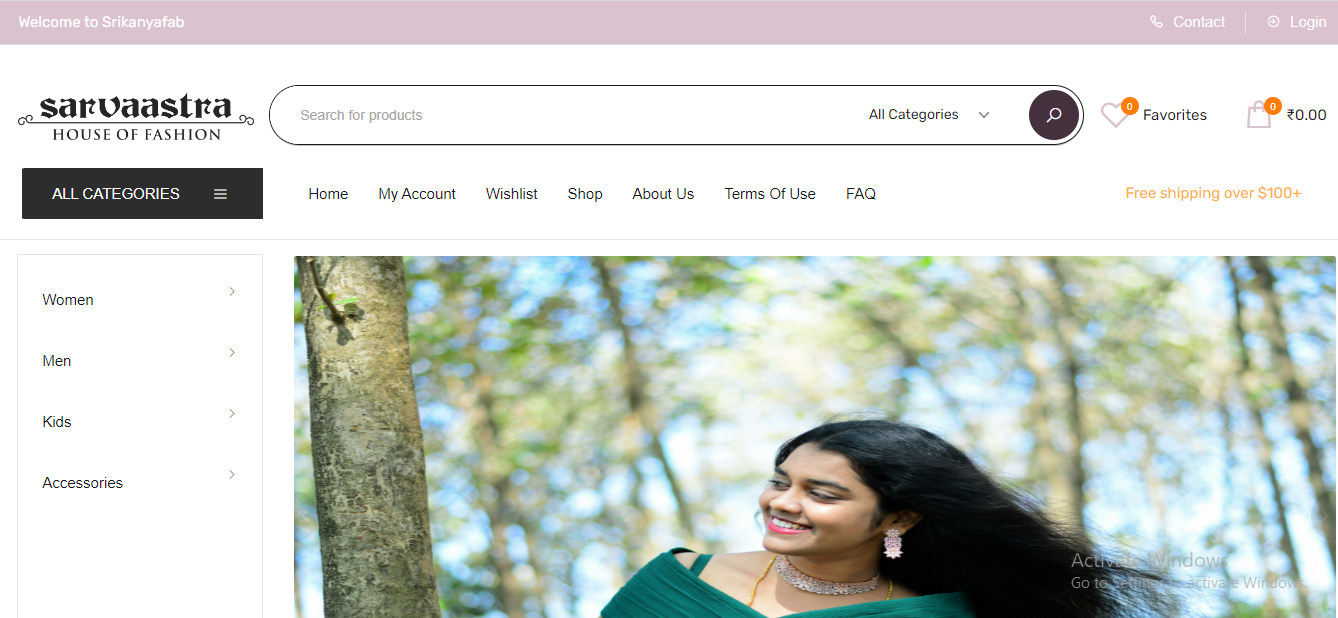 Welcome to Srikanyafab
Contact
Login
sarvaastra
HOUSE OF FASHION
Search for products
All Categories
0
Favorites
0
₹0.00
ALL CATEGORIES
Home
My Account
Wishlist
Shop
About Us
Terms Of Use
FAQ
Free shipping over $100+
Women
Men
Kids
Accessories
Activate Windows
Go to Settings to activate Windows.